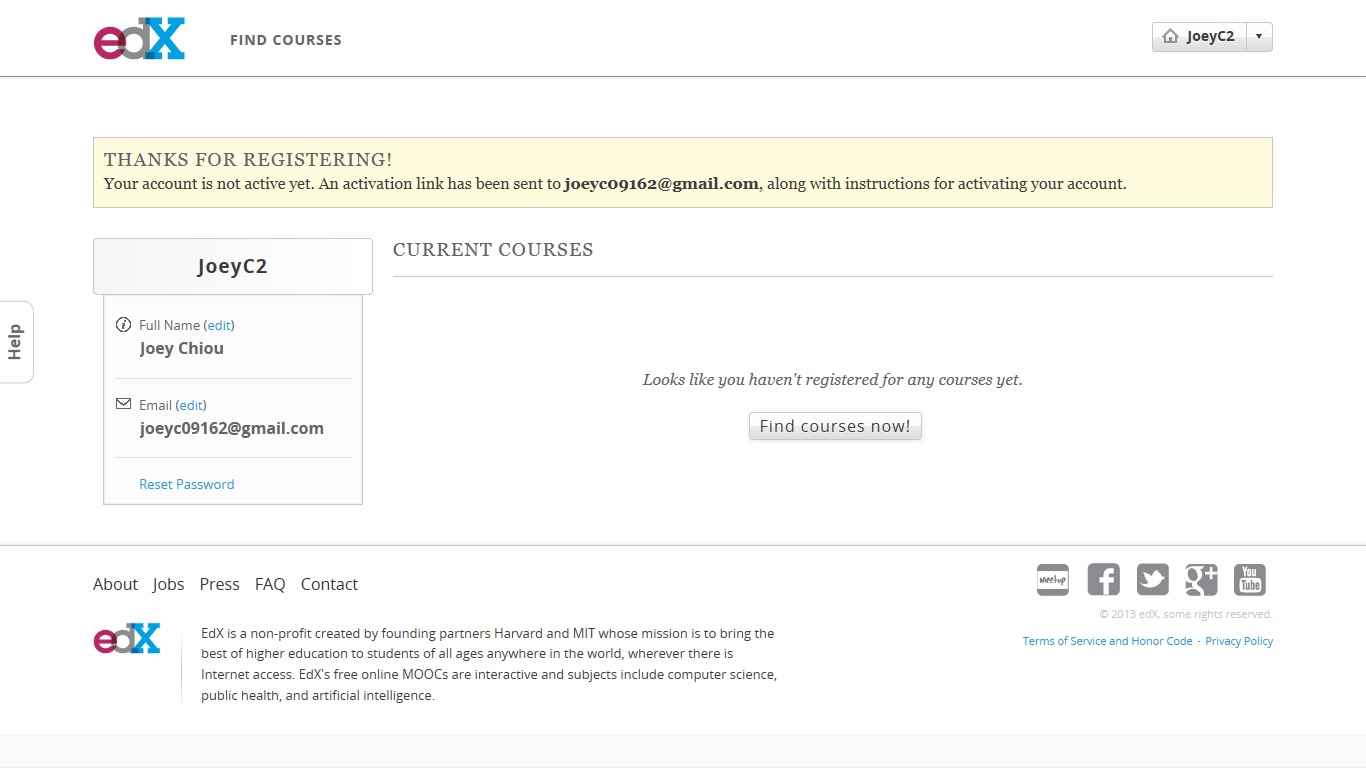 edX
FIND COURSES
JoeyC2
THANKS FOR REGISTERING!
Your account is not active yet. An activation link has been sent to joeyc09162@gmail.com, along with instructions for activating your account.
JoeyC2
Full Name (edit)
Joey Chiou
Email (edit)
joeyc09162@gmail.com
Reset Password
CURRENT COURSES
Looks like you haven't registered for any courses yet.
Find courses now!
Help
About Jobs Press FAQ Contact
edX
EdX is a non-profit created by founding partners Harvard and MIT whose mission is to bring the
best of higher education to students of all ages anywhere in the world, wherever there is
Internet access. EdX's free online MOOCs are interactive and subjects include computer science,
public health, and artificial intelligence.
Meetup
f
g+
You
Tube
© 2013 edX, some rights reserved.
Terms of Service and Honor Code - Privacy Policy